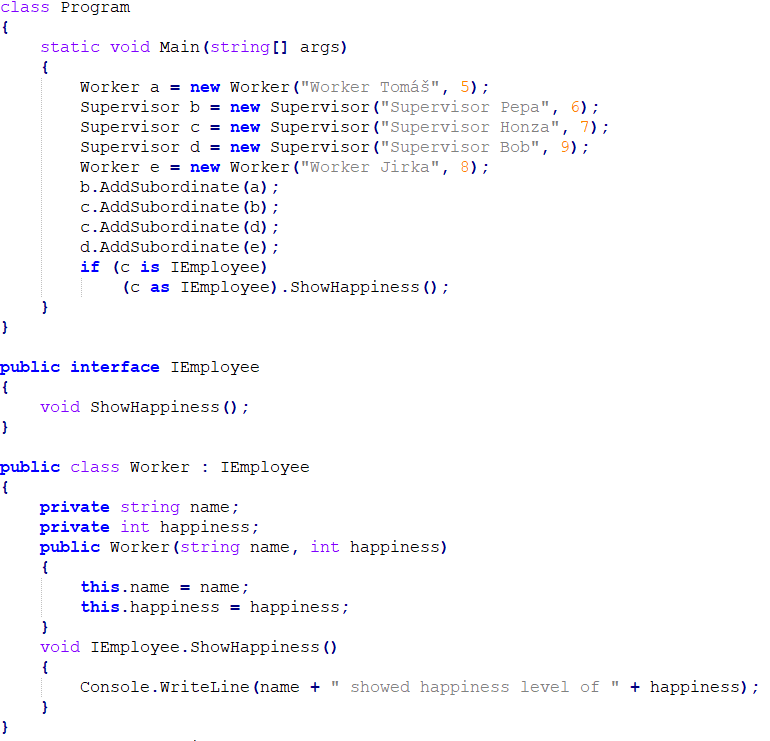 class Program
{
    static void Main(string[] args)
    {
        Worker a = new Worker("Worker Tomáš", 5);
        Supervisor b = new Supervisor("Supervisor Pepa", 6);
        Supervisor c = new Supervisor("Supervisor Honza", 7);
        Supervisor d = new Supervisor("Supervisor Bob", 9);
        Worker e = new Worker("Worker Jirka", 8);
        b.AddSubordinate(a);
        c.AddSubordinate(b);
        c.AddSubordinate(d);
        d.AddSubordinate(e);
        if (c is IEmployee)
            (c as IEmployee).ShowHappiness();
    }
}

public interface IEmployee
{
    void ShowHappiness();
}

public class Worker : IEmployee
{
    private string name;
    private int happiness;
    public Worker(string name, int happiness)
    {
        this.name = name;
        this.happiness = happiness;
    }
    void IEmployee.ShowHappiness()
    {
        Console.WriteLine(name + " showed happiness level of " + happiness);
    }
}